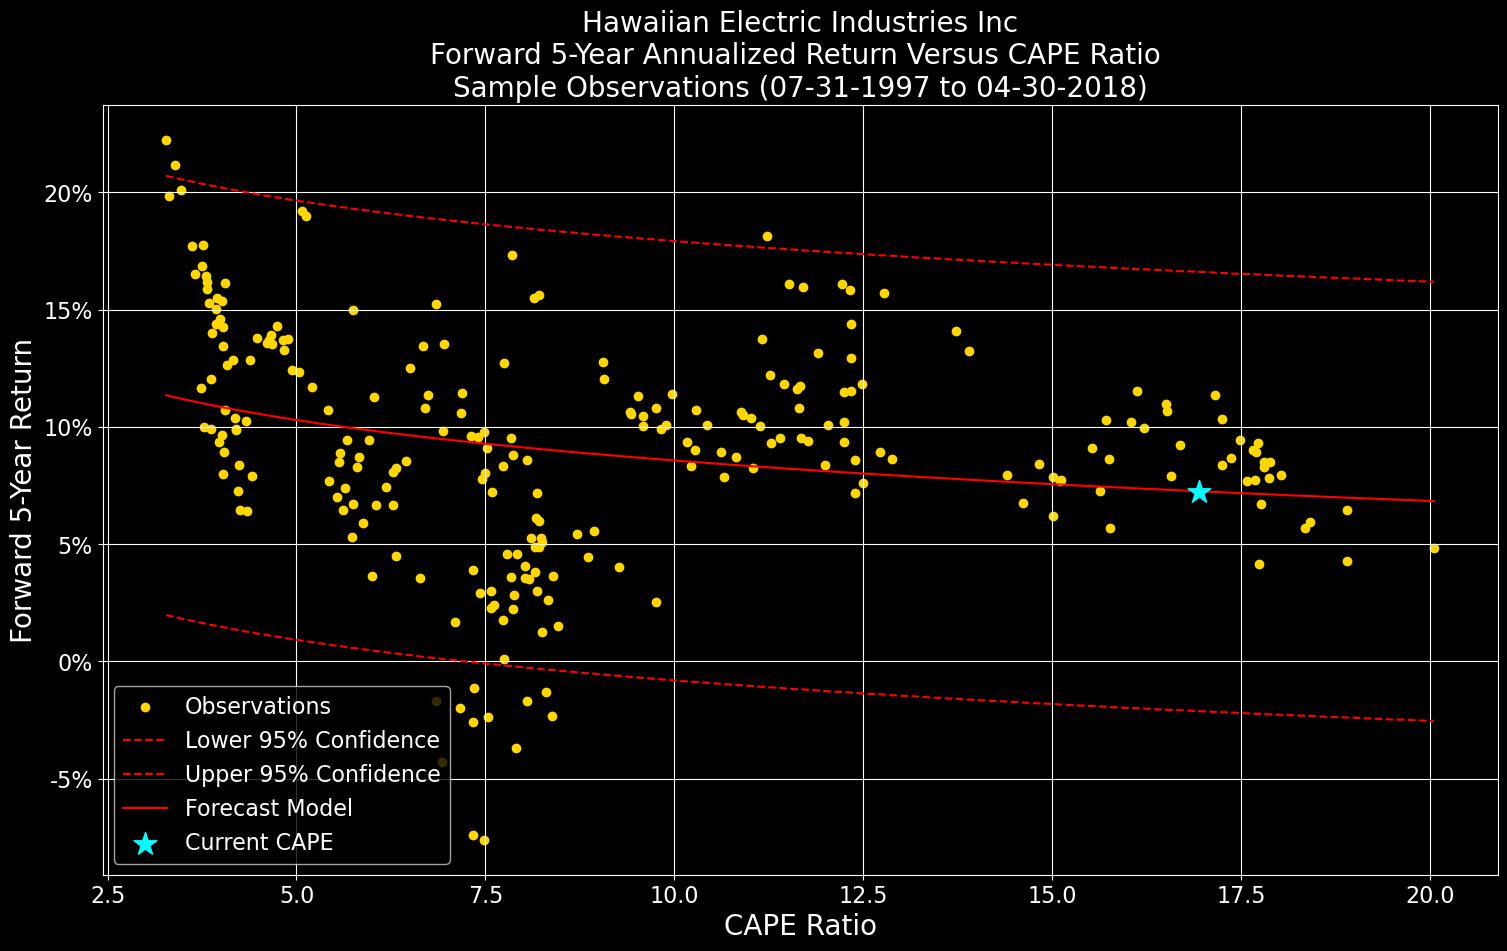 Hawaiian Electric Industries Inc
Forward 5-Year Annualized Return Versus CAPE Ratio
Sample Observations (07-31-1997 to 04-30-2018)
Forward 5-Year Return
20%
15%
10%
5%
0%
-5%
Observations
Lower 95% Confidence
Upper 95% Confidence
Forecast Model
Current CAPE
2.5 5.0 7.5 10.0 12.5 15.0 17.5 20.0
CAPE Ratio